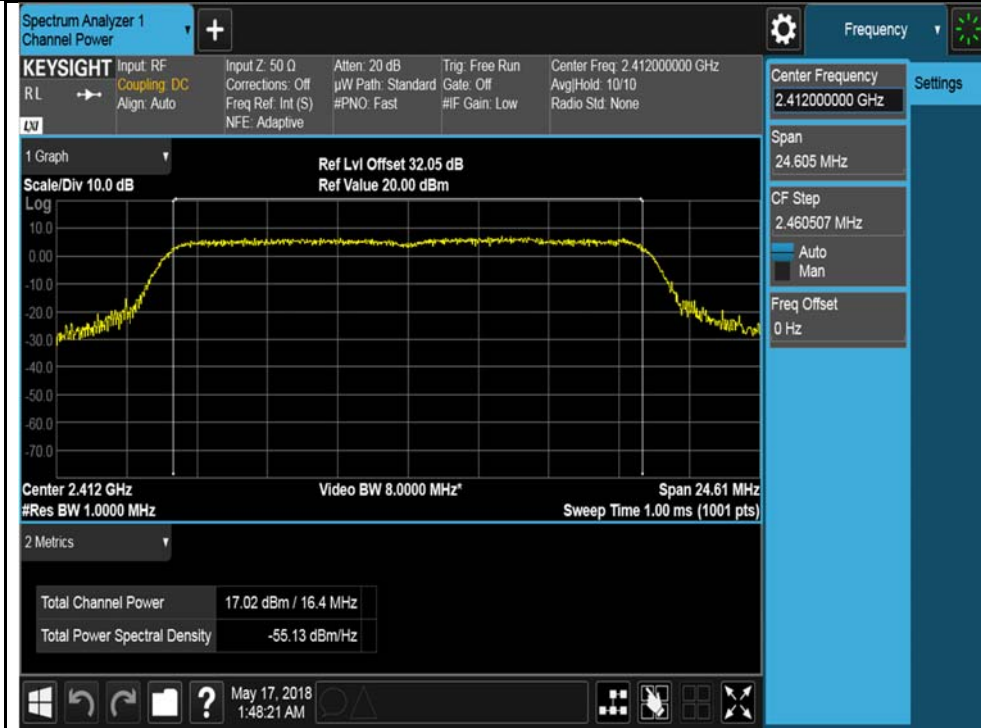 Spectrum Analyzer 1
Channel Power
+
Frequency
KEYSIGHT
RL
LXI
Input: RF
Coupling: DC
Align: Auto
Input Z: 50 Ω
Corrections: Off
Freq Ref: Int (S)
NFE: Adaptive
Atten: 20 dB
µW Path: Standard
#PNO: Fast
Trig: Free Run
Gate: Off
#IF Gain: Low
Center Freq: 2.412000000 GHz
Avg|Hold: 10/10
Radio Std: None
Center Frequency
2.412000000 GHz
Settings
Span
24.605 MHz
CF Step
2.460507 MHz
Auto
Man
Freq Offset
0 Hz
1 Graph
Scale/Div 10.0 dB
Ref Lvl Offset 32.05 dB
Ref Value 20.00 dBm
Log
10.0
0.00
-10.0
-20.0
-30.0
-40.0
-50.0
-60.0
-70.0
Center 2.412 GHz
#Res BW 1.0000 MHz
Video BW 8.0000 MHz*
Span 24.61 MHz
Sweep Time 1.00 ms (1001 pts)
2 Metrics
Total Channel Power 17.02 dBm / 16.4 MHz
Total Power Spectral Density -55.13 dBm/Hz
?
May 17, 2018
1:48:21 AM